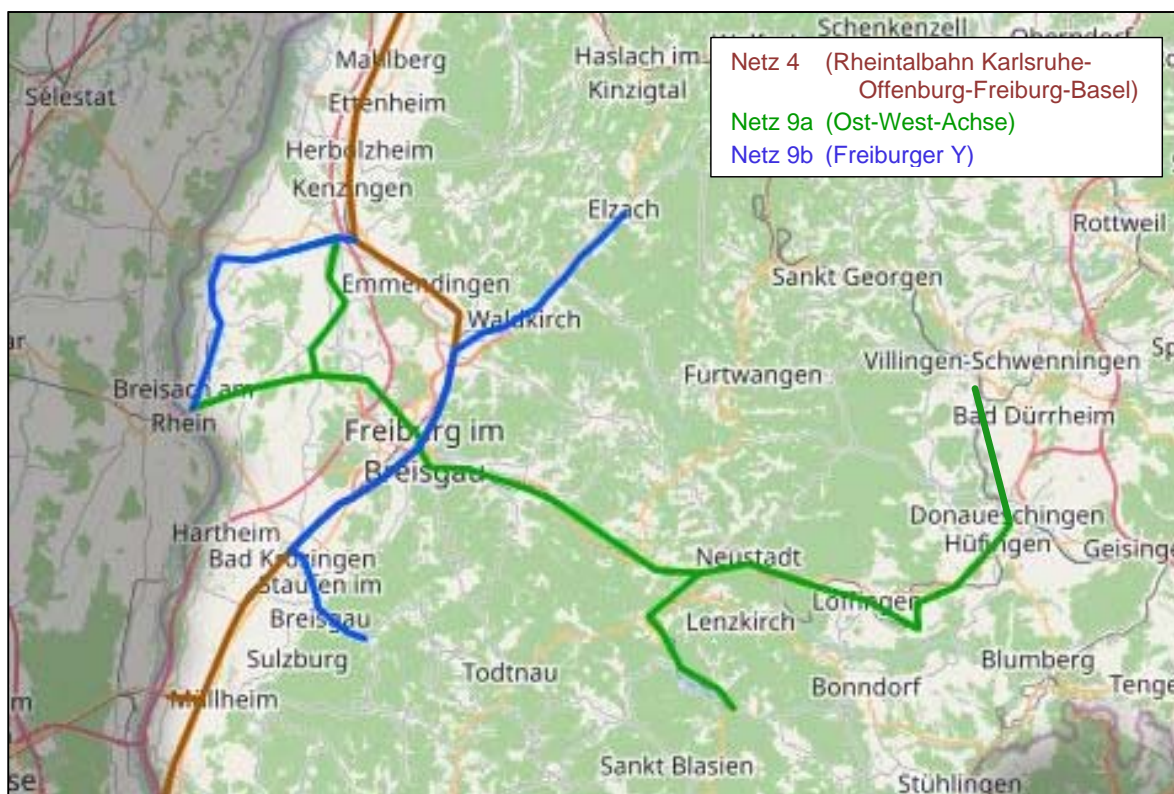 Schenkenzell
Mahlberg
Haslach im
Kinzigtal
Oberndorf
Netz 4 (Rheintalbahn Karlsruhe-
Offenburg-Freiburg-Basel)
Netz 9a (Ost-West-Achse)
Netz 9b (Freiburger Y)
Sélestat
Ettenheim
Herbolzheim
Kenzingen
Elzach
Rottweil
Emmendingen
Sankt Georgen
Waldkirch
Villingen-Schwenningen
Furtwangen
Breisach am
Rhein
Bad Dürrheim
Freiburg im
Breisgau
Hartheim
Donaueschingen
Hüfingen
Geisinge
Bad Krozingen
Neustadt
Staufen im
Breisgau
Löffingen
Lenzkirch
Sulzburg
Todtnau
Blumberg
Bonndorf
Tenge
Müllheim
Sankt Blasien
Stühlingen